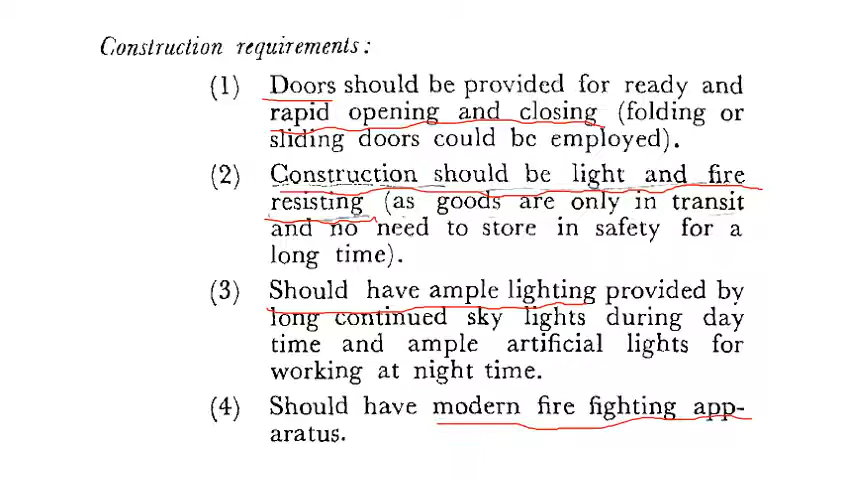 Construction requirements:
(1) Doors should be provided for ready and
rapid opening and closing (folding or
sliding doors could be employed).
(2) Construction should be light and fire
resisting (as goods are only in transit
and no need to store in safety for a
long time).
(3) Should have ample lighting provided by
long continued sky lights during day
time and ample artificial lights for
working at night time.
(4) Should have modern fire fighting app-
aratus.